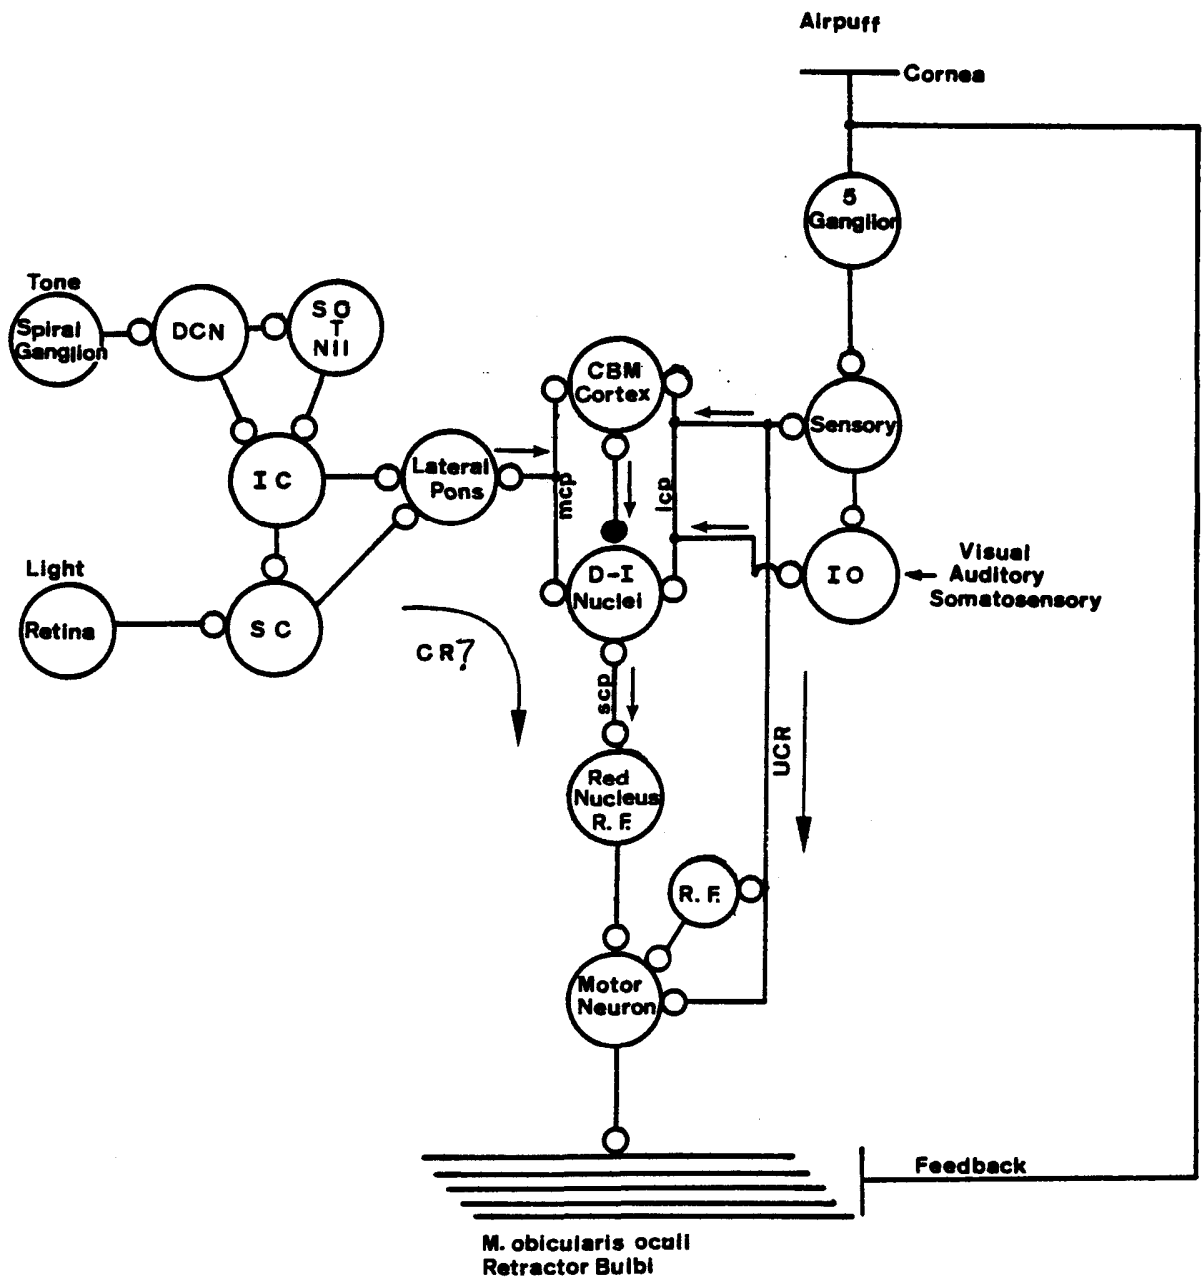 Airpuff
Cornea
5
Ganglion
Tone
Spiral
Ganglion
DCN
SO
T
Nll
CBM
Cortex
Sensory
IC
Lateral
Pons
mcp
icp
D-I
Nuclei
IO
Visual
Auditory
Somatosensory
Light
Retina
SC
CR?
scp
UCR
Red
Nucleus
R. F.
R. F.
Motor
Neuron
Feedback
M. obicularis oculi
Retractor Bulbi